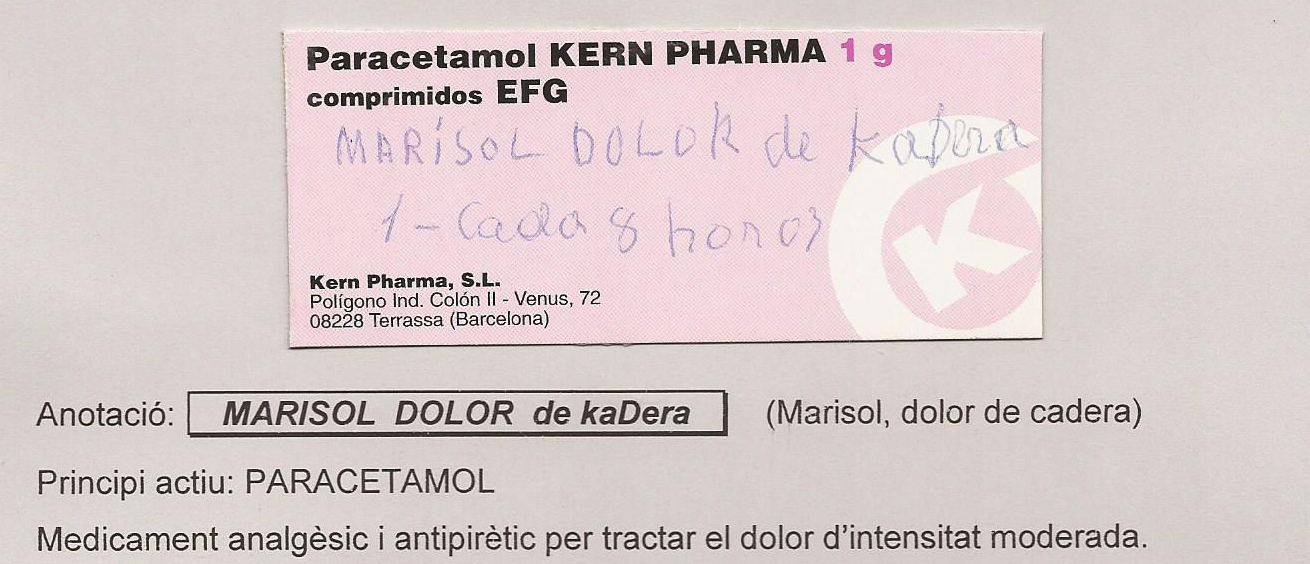 Paracetamol KERN PHARMA 1 g
comprimidos EFG
MARíSOL DOLOR de kaDera
1 - Cada 8 horas
Kern Pharma, S.L.
Polígono Ind. Colón II - Venus, 72
08228 Terrassa (Barcelona)
K
Anotació: MARISOL DOLOR de kaDera (Marisol, dolor de cadera)
Principi actiu: PARACETAMOL
Medicament analgèsic i antipirètic per tractar el dolor d'intensitat moderada.